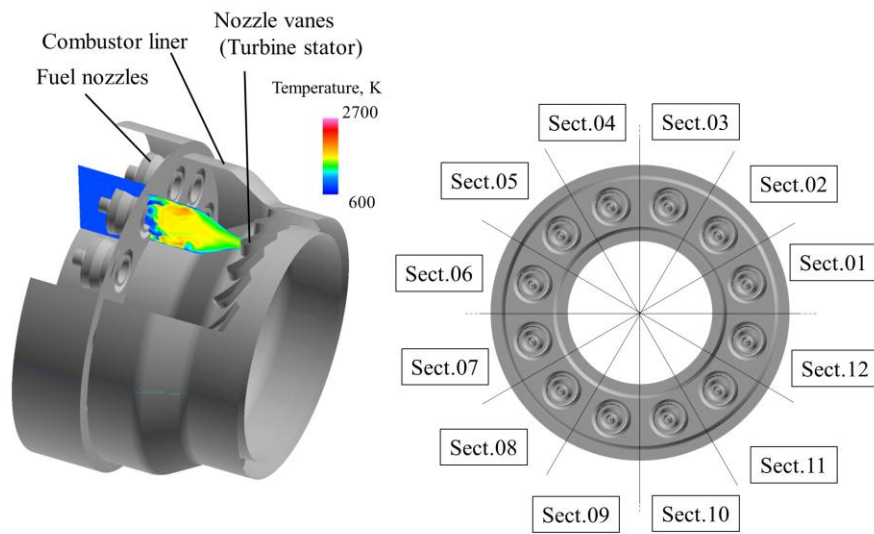 Nozzle vanes
(Turbine stator)
Combustor liner
Fuel nozzles
Temperature, K
2700
600
Sect.04
Sect.03
Sect.05
Sect.02
Sect.06
Sect.01
Sect.07
Sect.12
Sect.08
Sect.11
Sect.09
Sect.10